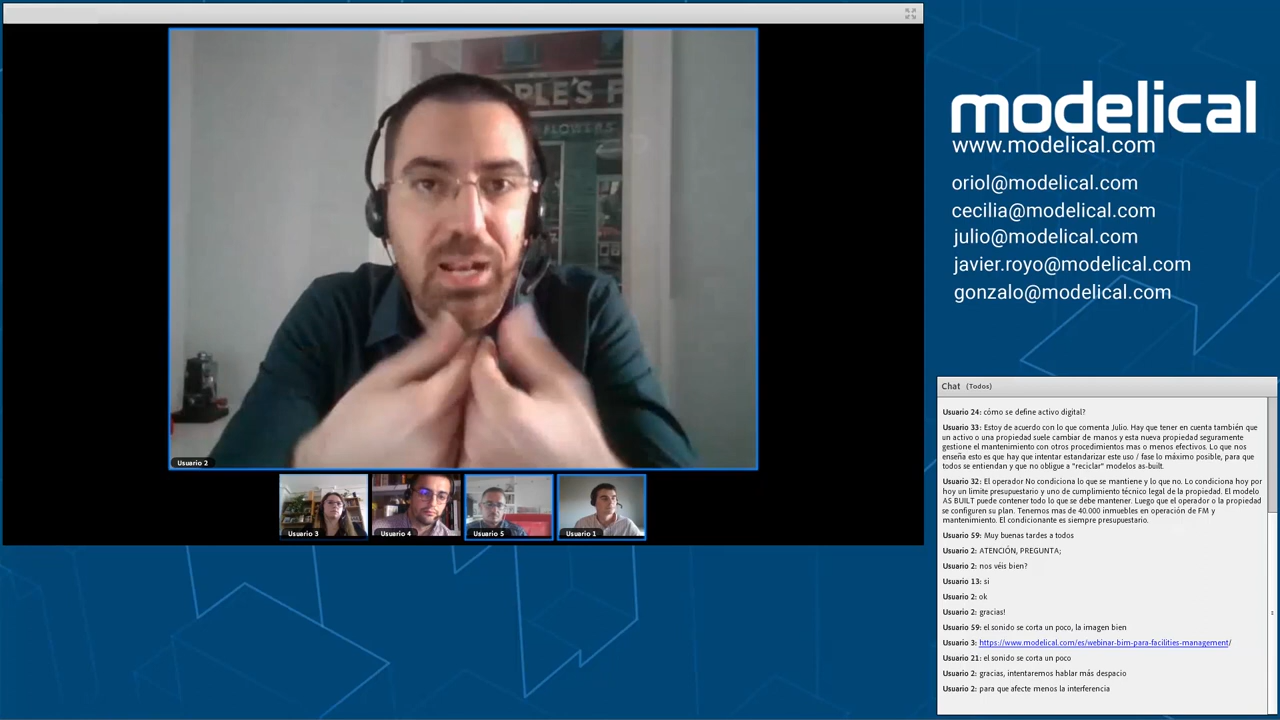 PLE'S F
FLOWERS
Usuario 2
Usuario 3
Usuario 4
Usuario 5
Usuario 1
modelical
www.modelical.com
oriol@modelical.com
cecilia@modelical.com
julio@modelical.com
javier.royo@modelical.com
gonzalo@modelical.com
Chat (Todos)
Usuario 24: cómo se define activo digital?
Usuario 33: Estoy de acuerdo con lo que comenta Julio. Hay que tener en cuenta también que
un activo o una propiedad suele cambiar de manos y esta nueva propiedad seguramente
gestione el mantenimiento con otros procedimientos mas o menos efectivos. Lo que nos
enseña esto es que hay que intentar estandarizar este uso / fase lo máximo posible, para que
todos se entiendan y que no obligue a "reciclar" modelos as-built.
Usuario 32: El operador No condiciona lo que se mantiene y lo que no. Lo condiciona hoy por
hoy un limite presupuestario y uno de cumplimiento técnico legal de la propiedad. El modelo
AS BUILT puede contener todo lo que se debe mantener. Luego que el operador o la propiedad
se configuren su plan. Tenemos mas de 40.000 inmuebles en operación de FM y
mantenimiento. El condicionante es siempre presupuestario.
Usuario 59: Muy buenas tardes a todos
Usuario 2: ATENCIÓN, PREGUNTA;
Usuario 2: nos véis bien?
Usuario 13: si
Usuario 2: ok
Usuario 2: gracias!
Usuario 59: el sonido se corta un poco, la imagen bien
Usuario 3: https://www.modelical.com/es/webinar-bim-para-facilities-management/
Usuario 21: el sonido se corta un poco
Usuario 2: gracias, intentaremos hablar más despacio
Usuario 2: para que afecte menos la interferencia